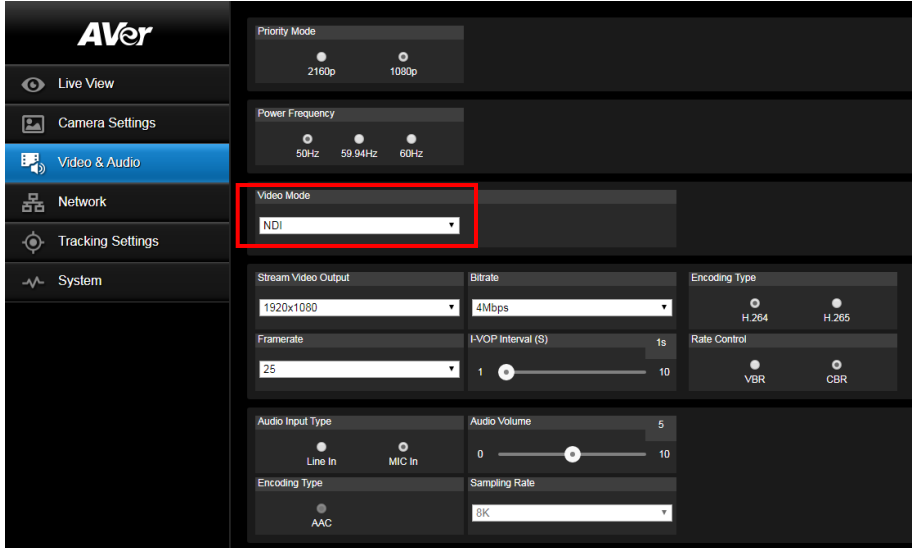 AVer
Live View
Camera Settings
Video & Audio
Network
Tracking Settings
System
Priority Mode
2160p 1080p
Power Frequency
50Hz 59.94Hz 60Hz
Video Mode
NDI
Stream Video Output Bitrate Encoding Type
1920x1080 4Mbps H.264 H.265
Framerate I-VOP Interval (S) 1s Rate Control
25 1 10 VBR CBR
Audio Input Type Audio Volume 5
Line In MIC In 0 10
Encoding Type Sampling Rate
AAC 8K